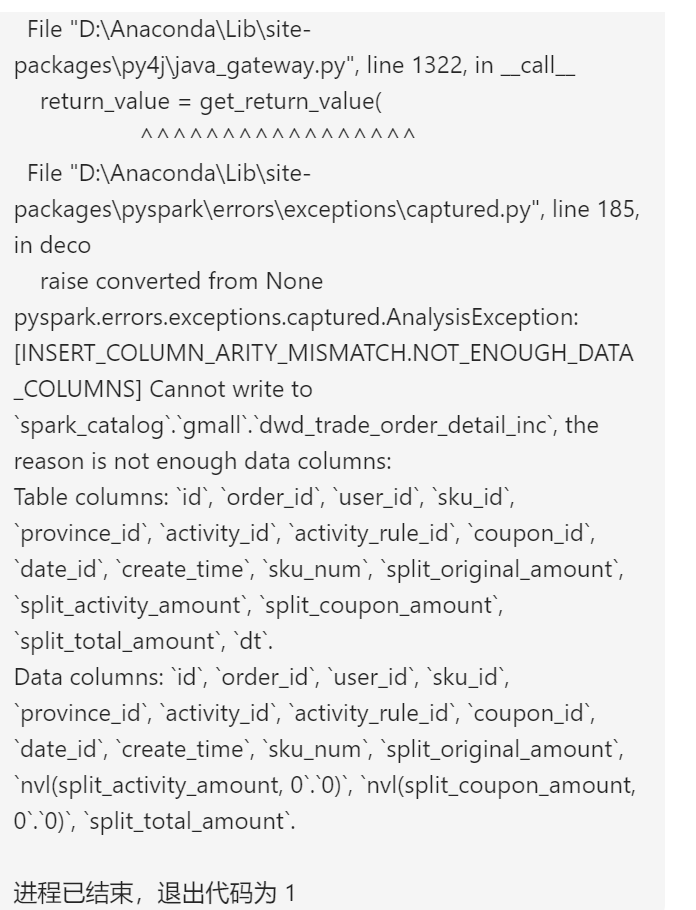 File "D:\Anaconda\Lib\site-
packages\py4j\java_gateway.py", line 1322, in __call__
return_value = get_return_value(
^^^^^^^^^^^^^^^^^
File "D:\Anaconda\Lib\site-
packages\pyspark\errors\exceptions\captured.py", line 185,
in deco
raise converted from None
pyspark.errors.exceptions.captured.AnalysisException:
[INSERT_COLUMN_ARITY_MISMATCH.NOT_ENOUGH_DATA
_COLUMNS] Cannot write to
`spark_catalog`.`gmall`.`dwd_trade_order_detail_inc`, the
reason is not enough data columns:
Table columns: `id`, `order_id`, `user_id`, `sku_id`,
`province_id`, `activity_id`, `activity_rule_id`, `coupon_id`,
`date_id`, `create_time`, `sku_num`, `split_original_amount`,
`split_activity_amount`, `split_coupon_amount`,
`split_total_amount`, `dt`.
Data columns: `id`, `order_id`, `user_id`, `sku_id`,
`province_id`, `activity_id`, `activity_rule_id`, `coupon_id`,
`date_id`, `create_time`, `sku_num`, `split_original_amount`,
`nvl(split_activity_amount, 0`.`0)`, `nvl(split_coupon_amount,
0`.`0)`, `split_total_amount`.
进程已结束，退出代码为 1